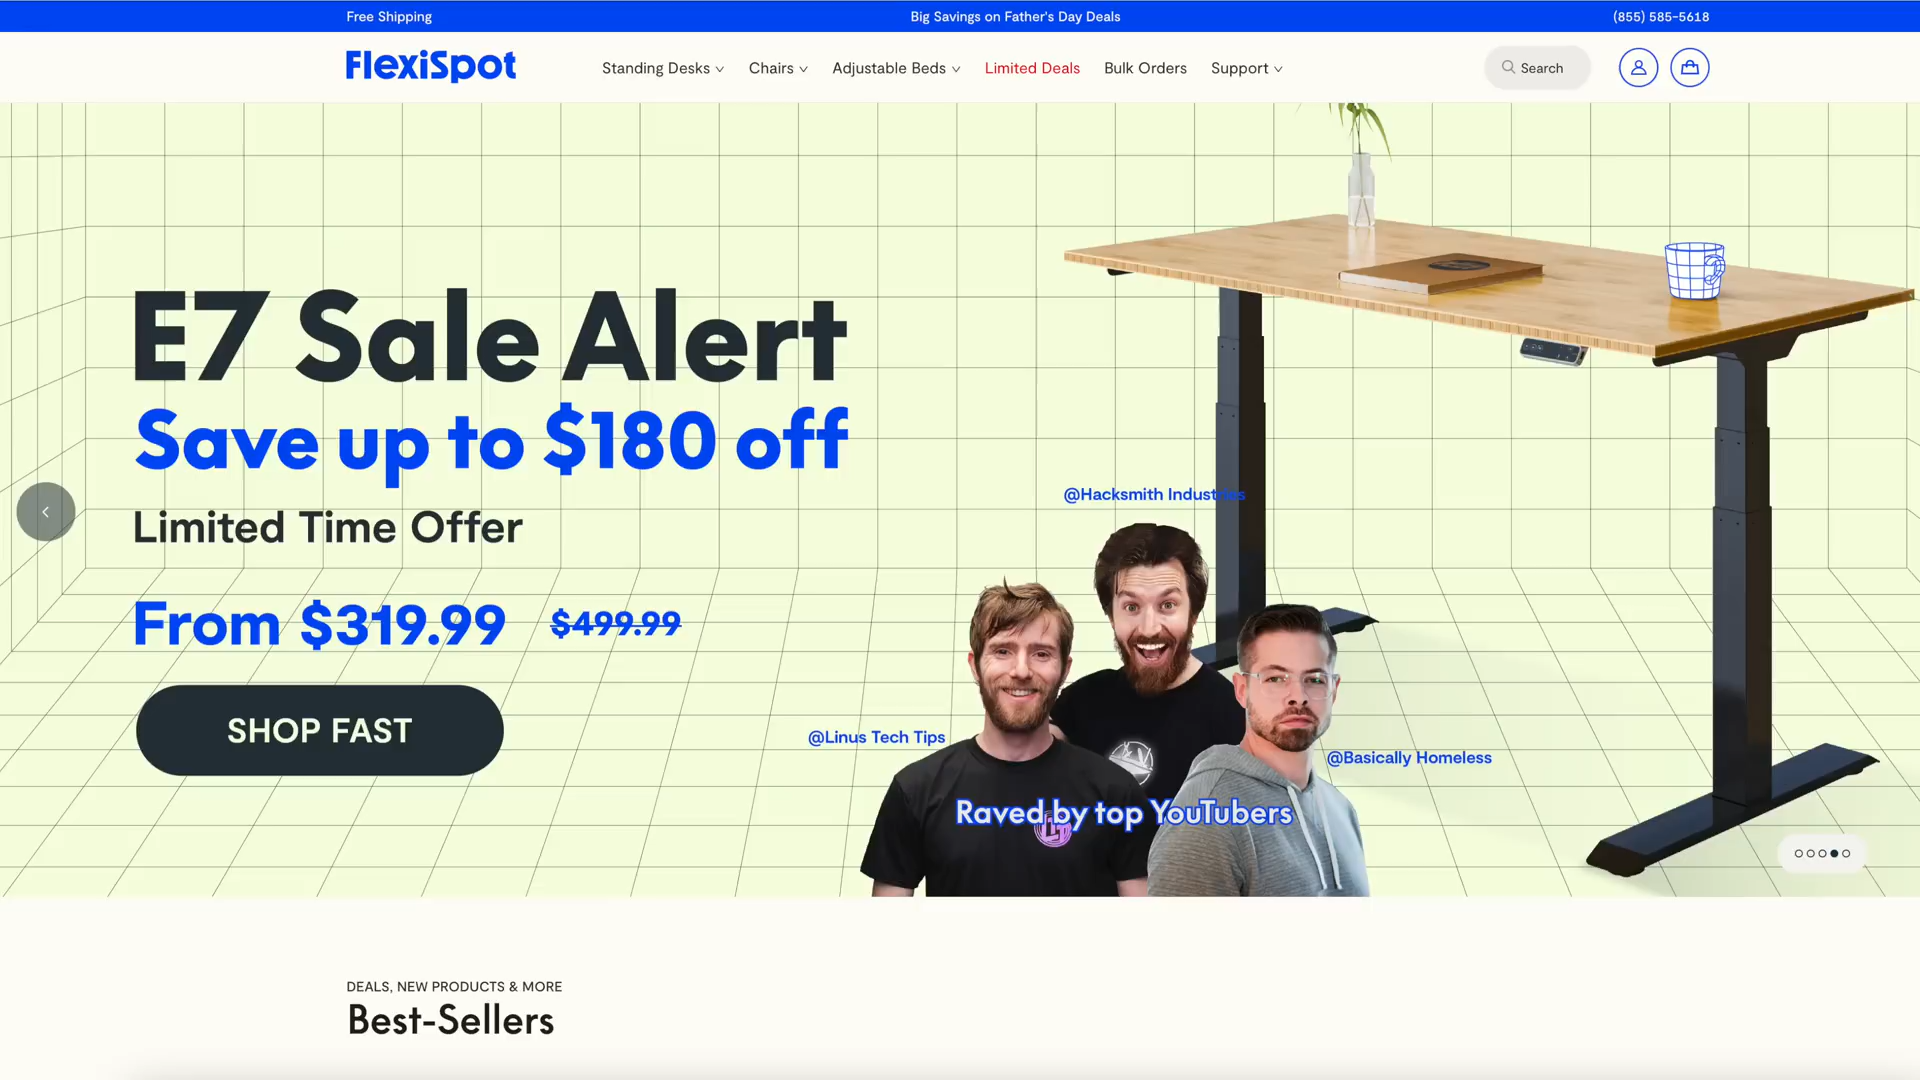 Free Shipping
Big Savings on Father's Day Deals
(855) 585-5618
FlexiSpot
Standing Desks
Chairs
Adjustable Beds
Limited Deals
Bulk Orders
Support
Search
E7 Sale Alert
Save up to $180 off
Limited Time Offer
From $319.99 $499.99
SHOP FAST
@Hacksmith Industries
@Linus Tech Tips
@Basically Homeless
Raved by top YouTubers
DEALS, NEW PRODUCTS & MORE
Best-Sellers